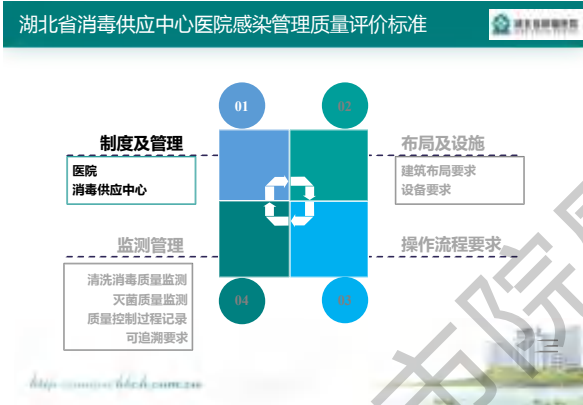 湖北省消毒供应中心医院感染管理质量评价标准
01
02
制度及管理
医院
消毒供应中心
布局及设施
建筑布局要求
设备要求
监测管理
清洗消毒质量监测
灭菌质量监测
质量控制过程记录
可追溯要求
操作流程要求
04
03
市院